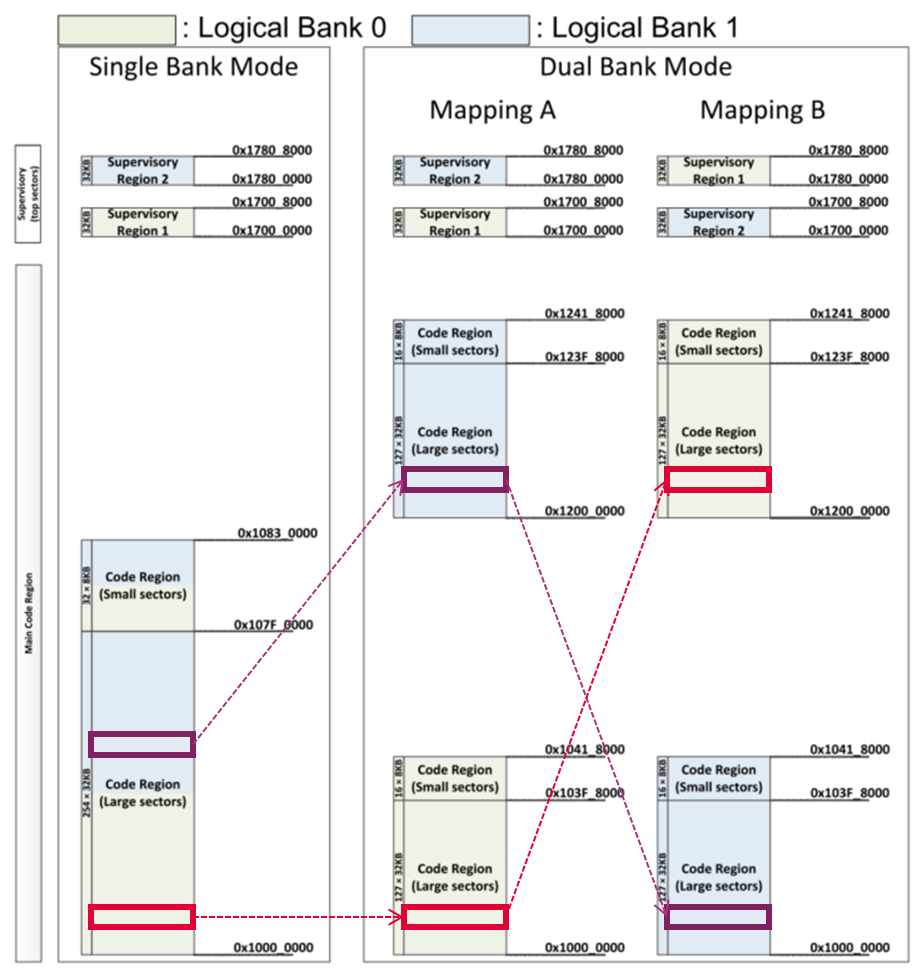 : Logical Bank 0
: Logical Bank 1
Single Bank Mode
Dual Bank Mode
Mapping A
Mapping B
Supervisory
(top sectors)
32KB
Supervisory
Region 2
0x1780_8000
0x1780_0000
32KB
Supervisory
Region 1
0x1700_8000
0x1700_0000
32KB
Supervisory
Region 2
0x1780_8000
0x1780_0000
32KB
Supervisory
Region 1
0x1700_8000
0x1700_0000
32KB
Supervisory
Region 1
0x1780_8000
0x1780_0000
32KB
Supervisory
Region 2
0x1700_8000
0x1700_0000
Main Code Region
32 × 8KB
Code Region
(Small sectors)
0x1083_0000
0x107F_0000
254 × 32KB
Code Region
(Large sectors)
0x1000_0000
16 × 8KB
Code Region
(Small sectors)
0x1241_8000
0x123F_8000
127 × 32KB
Code Region
(Large sectors)
0x1200_0000
16 × 8KB
Code Region
(Small sectors)
0x1041_8000
0x103F_8000
127 × 32KB
Code Region
(Large sectors)
0x1000_0000
16 × 8KB
Code Region
(Small sectors)
0x1241_8000
0x123F_8000
127 × 32KB
Code Region
(Large sectors)
0x1200_0000
16 × 8KB
Code Region
(Small sectors)
0x1041_8000
0x103F_8000
127 × 32KB
Code Region
(Large sectors)
0x1000_0000